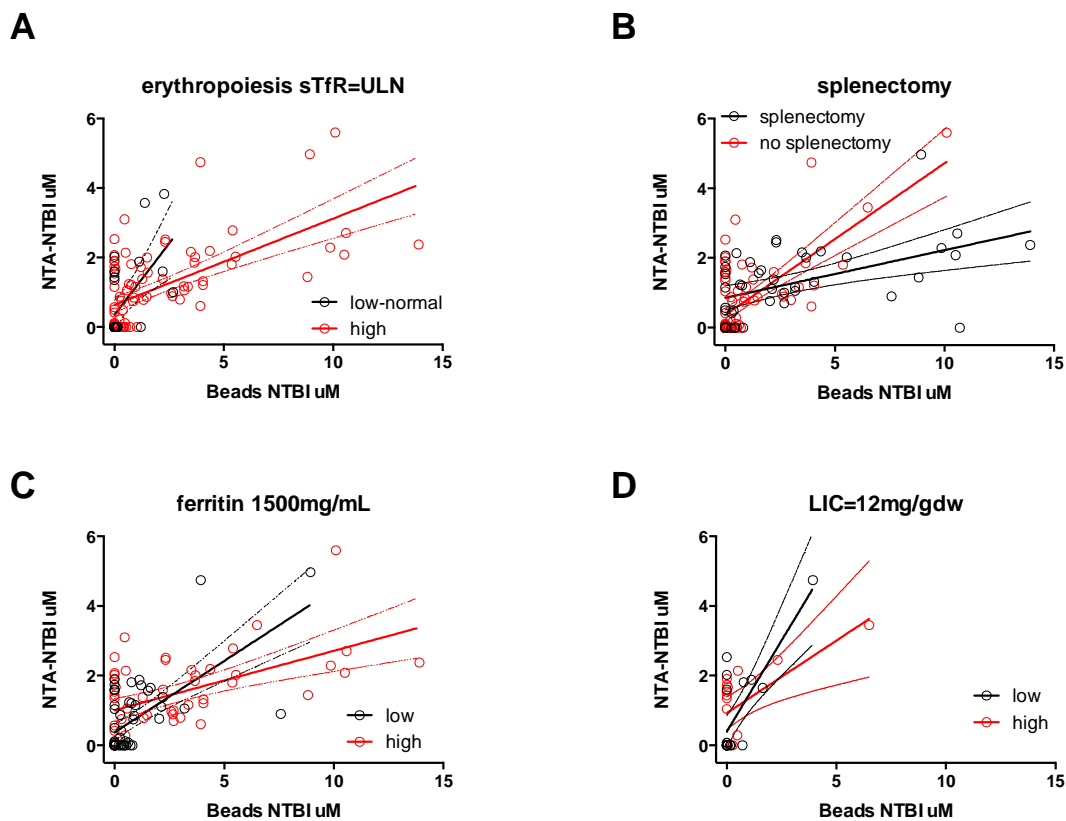 A
erythropoiesis sTfR=ULN
6
4
2
0
NTA-NTBI uM
0
5
10
15
Beads NTBI uM
low-normal
high
B
splenectomy
6
4
2
0
NTA-NTBI uM
0
5
10
15
Beads NTBI uM
splenectomy
no splenectomy
C
ferritin 1500mg/mL
6
4
2
0
NTA-NTBI uM
0
5
10
15
Beads NTBI uM
low
high
D
LIC=12mg/gdw
6
4
2
0
NTA-NTBI uM
0
5
10
15
Beads NTBI uM
low
high